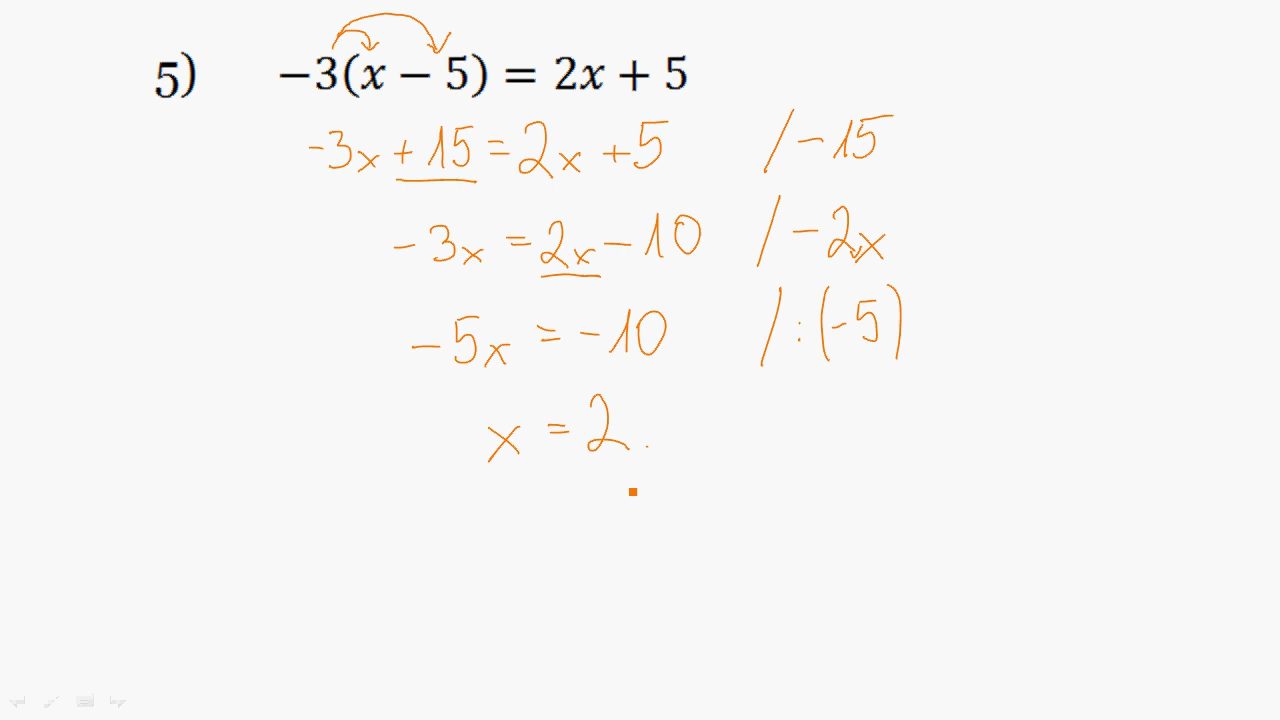 5) −3(x − 5) = 2x + 5
-3x + 15 = 2x + 5 / - 15
- 3x = 2x - 10 / - 2x
- 5x = - 10 / : (-5)
x = 2.